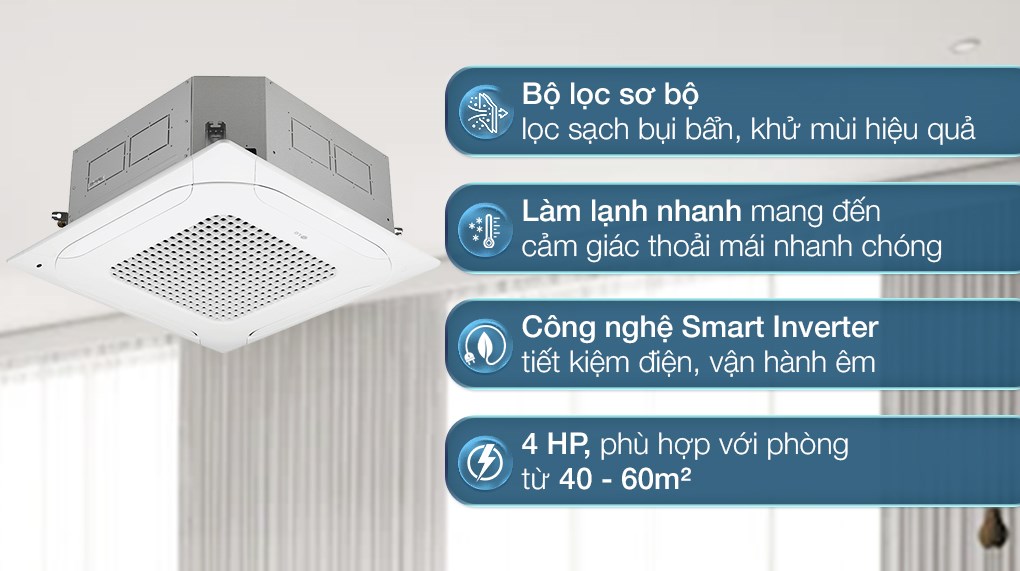 Bộ lọc sơ bộ
lọc sạch bụi bẩn, khử mùi hiệu quả
Làm lạnh nhanh mang đến
cảm giác thoải mái nhanh chóng
Công nghệ Smart Inverter
tiết kiệm điện, vận hành êm
4 HP, phù hợp với phòng
từ 40 - 60m²